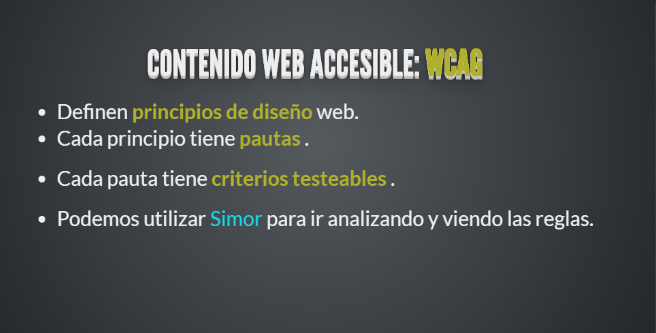 CONTENIDO WEB ACCESIBLE: WCAG
• Definen principios de diseño web.
• Cada principio tiene pautas .
• Cada pauta tiene criterios testeables .
• Podemos utilizar Simor para ir analizando y viendo las reglas.